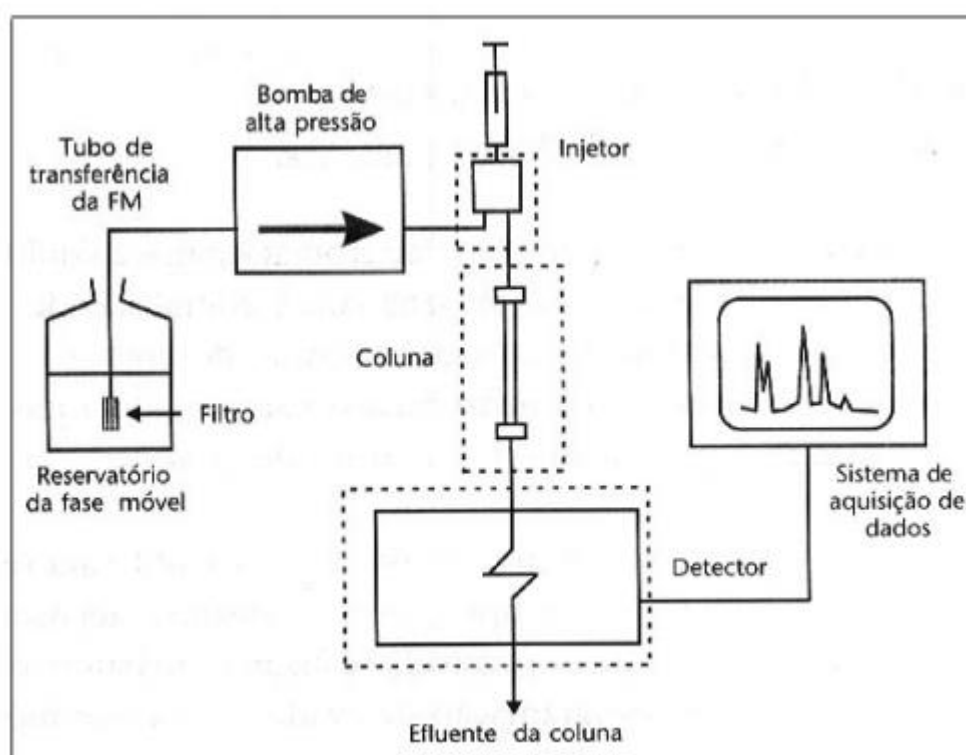 Bomba de
alta pressão
Tubo de
transferência
da FM
Injetor
Coluna
Filtro
Reservatório
da fase móvel
Sistema de
aquisição de
dados
Detector
Efluente da coluna